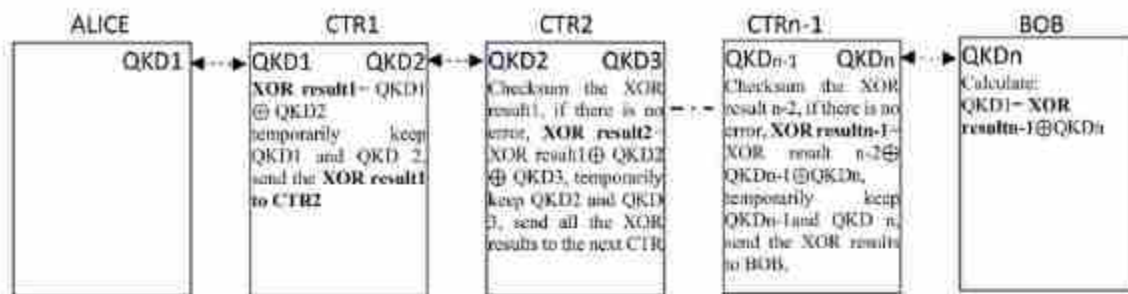 ALICE
CTR1
CTR2
CTRn-1
BOB
QKD1
QKD1 QKD2
XOR result1= QKD1
⊕ QKD2
temporarily keep
QKD1 and QKD 2,
send the XOR result1
to CTR2
QKD2 QKD3
Checksum the XOR
result1, if there is no
error, XOR result2=
XOR result1⊕ QKD2
⊕ QKD3, temporarily
keep QKD2 and QKD
3, send all the XOR
results to the next CTR
QKDn-1 QKDn
Checksum the XOR
result n-2, if there is no
error, XOR resultn-1=
XOR result n-2⊕
QKDn-1⊕QKDn,
temporarily keep
QKDn-1and QKD n,
send the XOR results
to BOB.
QKDn
Calculate:
QKD1= XOR
resultn-1⊕QKDn